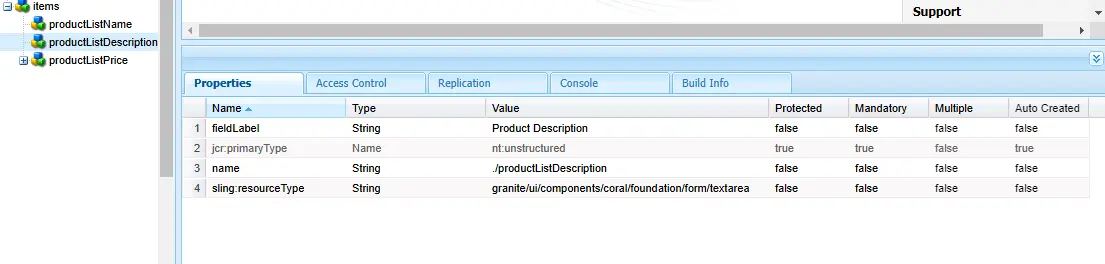 items
productListName
productListDescription
productListPrice
Support
Properties Access Control Replication Console Build Info
Name Type Value Protected Mandatory Multiple Auto Created
1 fieldLabel String Product Description false false false false
2 jcr:primaryType Name nt:unstructured true true false true
3 name String ./productListDescription false false false false
4 sling:resourceType String granite/ui/components/coral/foundation/form/textarea false false false false